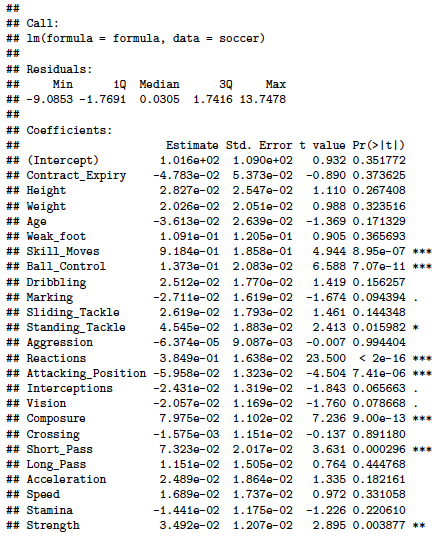 ##
## Call:
## lm(formula = formula, data = soccer)
##
## Residuals:
##     Min      1Q  Median      3Q     Max
## -9.0853 -1.7691  0.0305  1.7416 13.7478
##
## Coefficients:
##                      Estimate Std. Error t value Pr(>|t|)
## (Intercept)         1.016e+02  1.090e+02   0.932 0.351772
## Contract_Expiry    -4.783e-02  5.373e-02  -0.890 0.373625
## Height              2.827e-02  2.547e-02   1.110 0.267408
## Weight              2.026e-02  2.051e-02   0.988 0.323516
## Age                -3.613e-02  2.639e-02  -1.369 0.171329
## Weak_foot           1.091e-01  1.205e-01   0.905 0.365693
## Skill_Moves         9.184e-01  1.858e-01   4.944 8.95e-07 ***
## Ball_Control        1.373e-01  2.083e-02   6.588 7.07e-11 ***
## Dribbling           2.512e-02  1.770e-02   1.419 0.156257
## Marking            -2.711e-02  1.619e-02  -1.674 0.094394 .
## Sliding_Tackle      2.619e-02  1.793e-02   1.461 0.144348
## Standing_Tackle     4.545e-02  1.883e-02   2.413 0.015982 *
## Aggression         -6.374e-05  9.087e-03  -0.007 0.994404
## Reactions           3.849e-01  1.638e-02  23.500  < 2e-16 ***
## Attacking_Position -5.958e-02  1.323e-02  -4.504 7.41e-06 ***
## Interceptions      -2.431e-02  1.319e-02  -1.843 0.065663 .
## Vision             -2.057e-02  1.169e-02  -1.760 0.078668 .
## Composure           7.975e-02  1.102e-02   7.236 9.00e-13 ***
## Crossing           -1.575e-03  1.151e-02  -0.137 0.891180
## Short_Pass          7.323e-02  2.017e-02   3.631 0.000296 ***
## Long_Pass           1.151e-02  1.505e-02   0.764 0.444768
## Acceleration        2.489e-02  1.864e-02   1.335 0.182161
## Speed               1.689e-02  1.737e-02   0.972 0.331058
## Stamina            -1.441e-02  1.175e-02  -1.226 0.220610
## Strength            3.492e-02  1.207e-02   2.895 0.003877 **